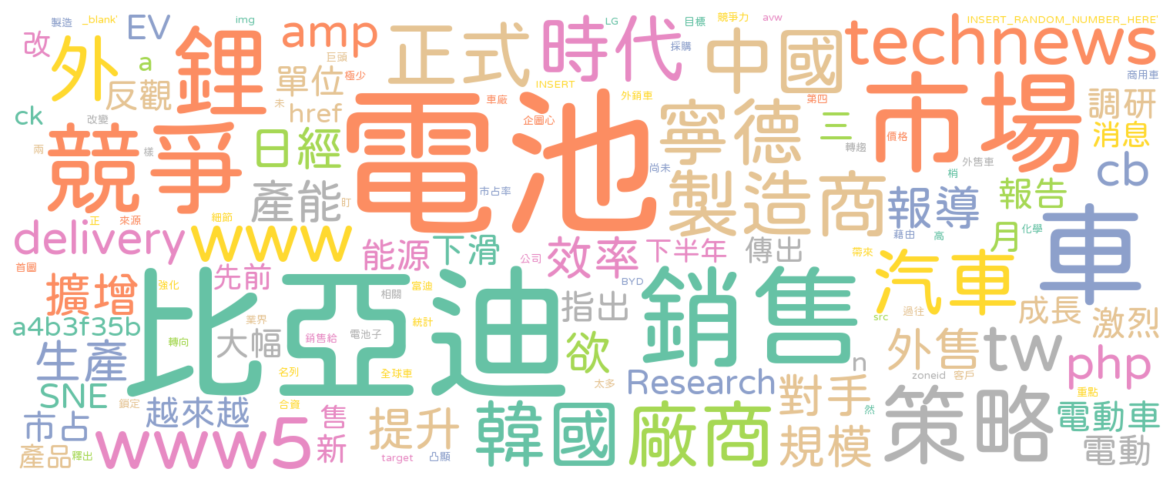 製造
_blank'
EV
img
amp
正式
時代
LG
目標
競爭力
avw
中國
INSERT_RANDOM_NUMBER_HERE'
technews
改
外
鋰
巨頭
單位
極少
採購
市場
商用車
a
反觀
未
INSERT
外銷車
第四
調研
ck
改變
href
車廠
企圖心
寧德
三
價格
消息
兩
樣
競爭
日經
電池
轉趨
外售車
cb
產能
尚未
稍
市占率
製造商
報導
報告
正
來源
細節
盯
藉由
高
月
化學
車
delivery
www
能源
下滑
效率
下半年
傳出
帶來
汽車
首圖
先前
公司
擴增
強化
比亞迪
相關
富迪
BYD
指出
銷售
過往
成長
src
激烈
a4b3f35b
業界
統計
轉向
大幅
銷售給
電池子
欲
外售
tw
生產
n
php
名列
全球車
太多
Research
zoneid
客戶
對手
然
重點
SNE
鎖定
越來越
合資
售
提升
韓國
廠商
策略
電動車
市占
www5
新
規模
電動
產品
釋出
target
凸顯